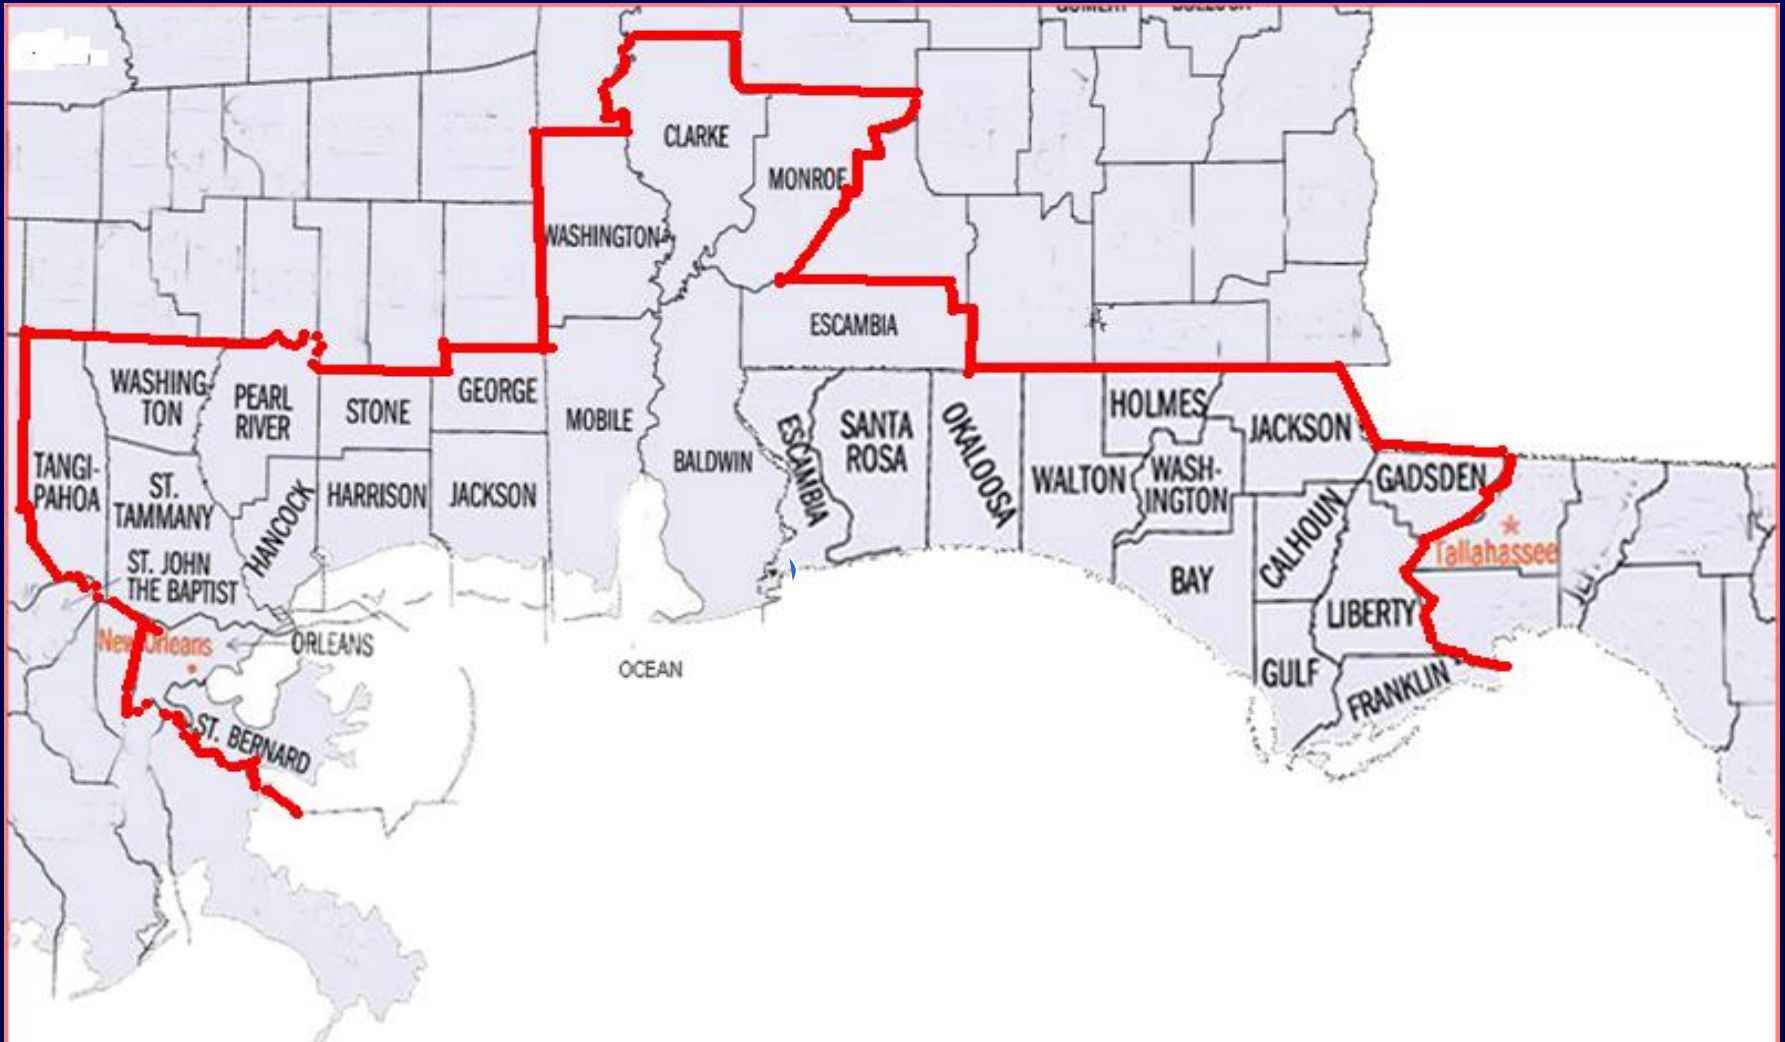 CLARKE
MONROE
WASHINGTON
ESCAMBIA
WASHING-
TON
PEARL
RIVER
STONE
GEORGE
MOBILE
BALDWIN
ESCAMBIA
SANTA
ROSA
OKALOOSA
WALTON
HOLMES
WASH-
INGTON
JACKSON
GADSDEN
TANGI-
PAHOA
ST.
TAMMANY
HANCOCK
HARRISON
JACKSON
CALHOUN
Tallahassee
ST. JOHN
THE BAPTIST
BAY
LIBERTY
New Orleans
ORLEANS
OCEAN
GULF
FRANKLIN
ST. BERNARD